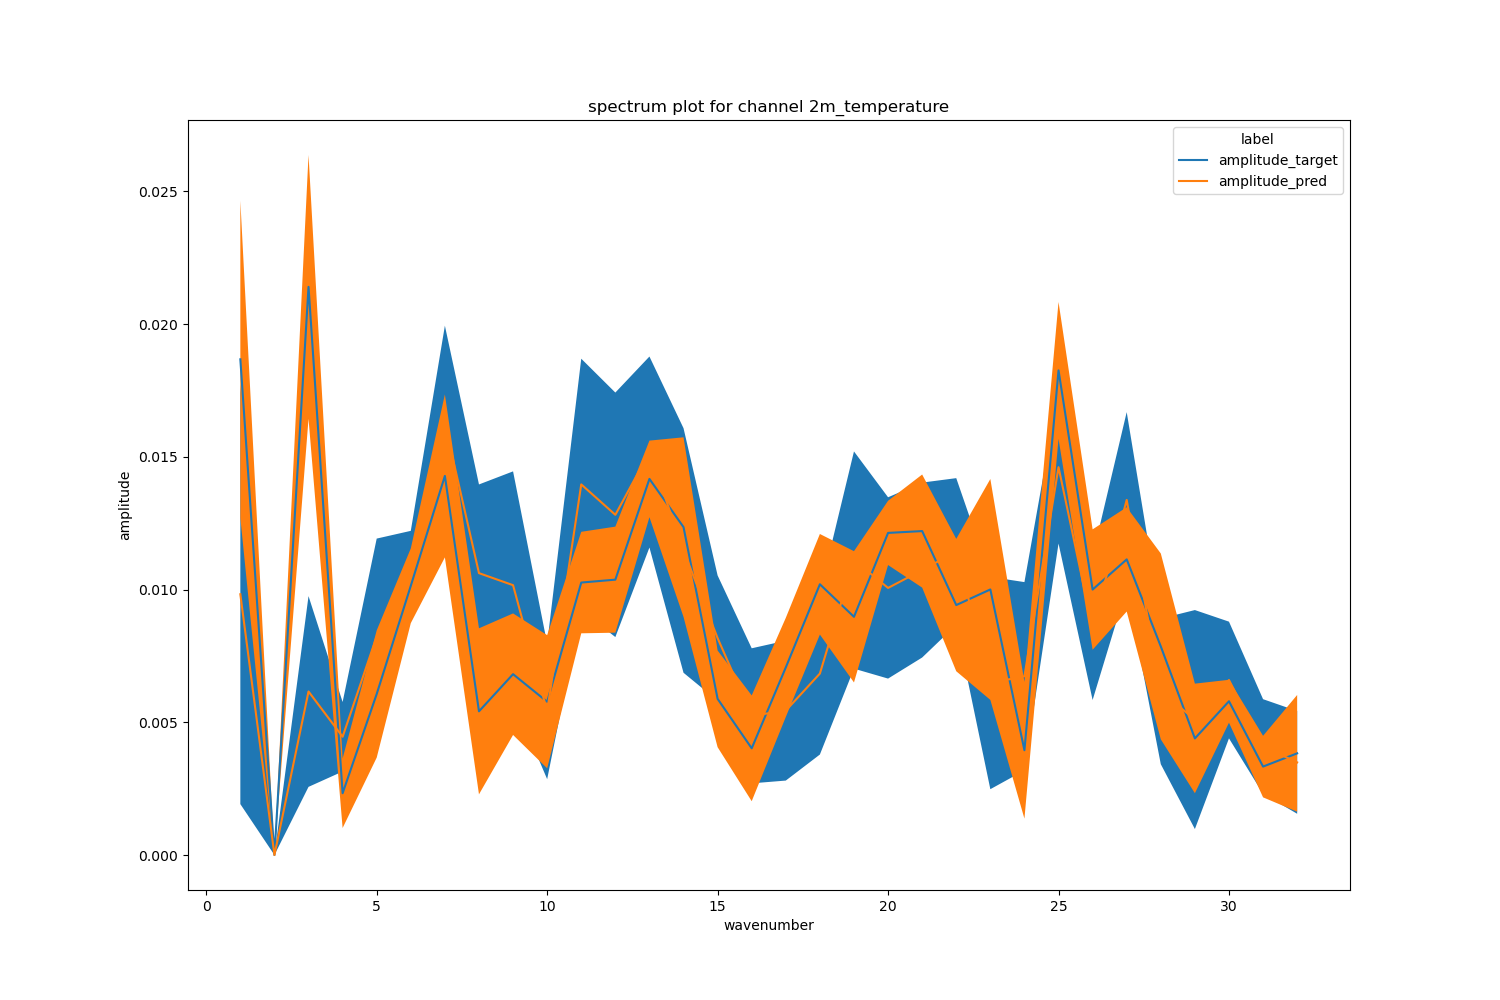 spectrum plot for channel 2m_temperature
label
amplitude_target
amplitude_pred
0.025
0.020
0.015
0.010
0.005
0.000
amplitude
0 5 10 15 20 25 30
wavenumber